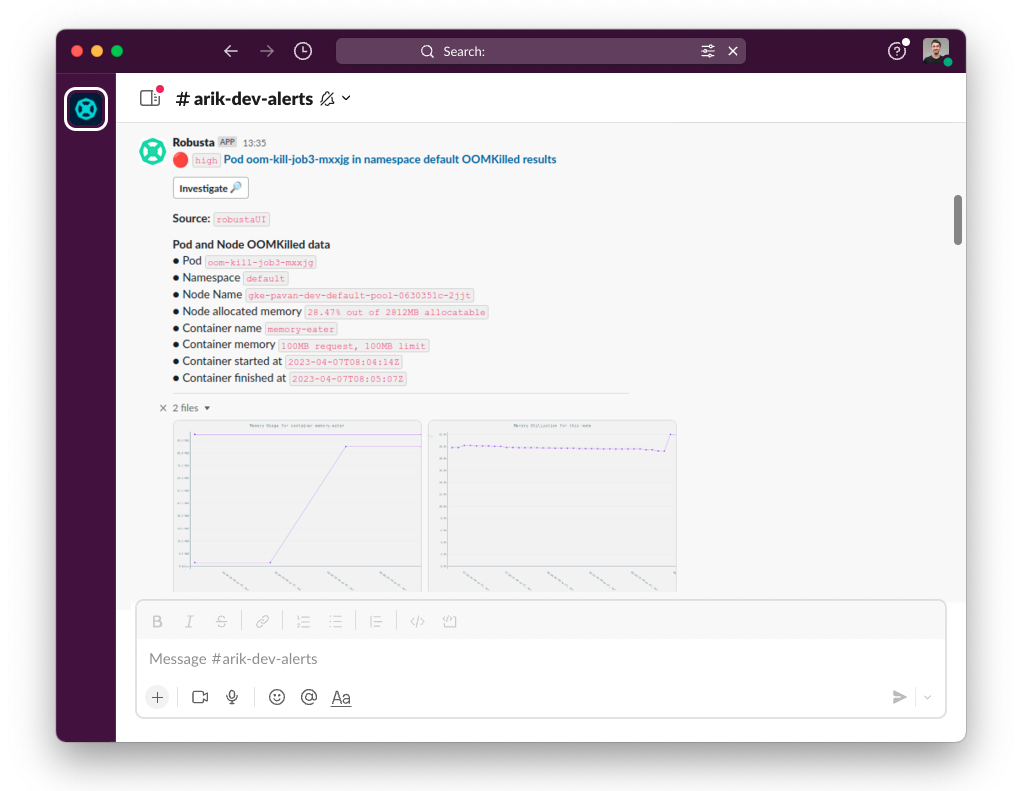 Search:
# arik-dev-alerts
Robusta APP 13:35
high Pod oom-kill-job3-mxxjg in namespace default OOMKilled results
Investigate
Source: robustaUI
Pod and Node OOMKilled data
● Pod oom-kill-job3-mxxjg
● Namespace default
● Node Name gke-pavan-dev-default-pool-0630351c-2jjt
● Node allocated memory 28.47% out of 2812MB allocatable
● Container name memory-eater
● Container memory 100MB request, 100MB limit
● Container started at 2023-04-07T08:04:14Z
● Container finished at 2023-04-07T08:05:07Z
2 files
Memory Usage for container memory-eater
Memory Utilization for this node
Message #arik-dev-alerts
Aa